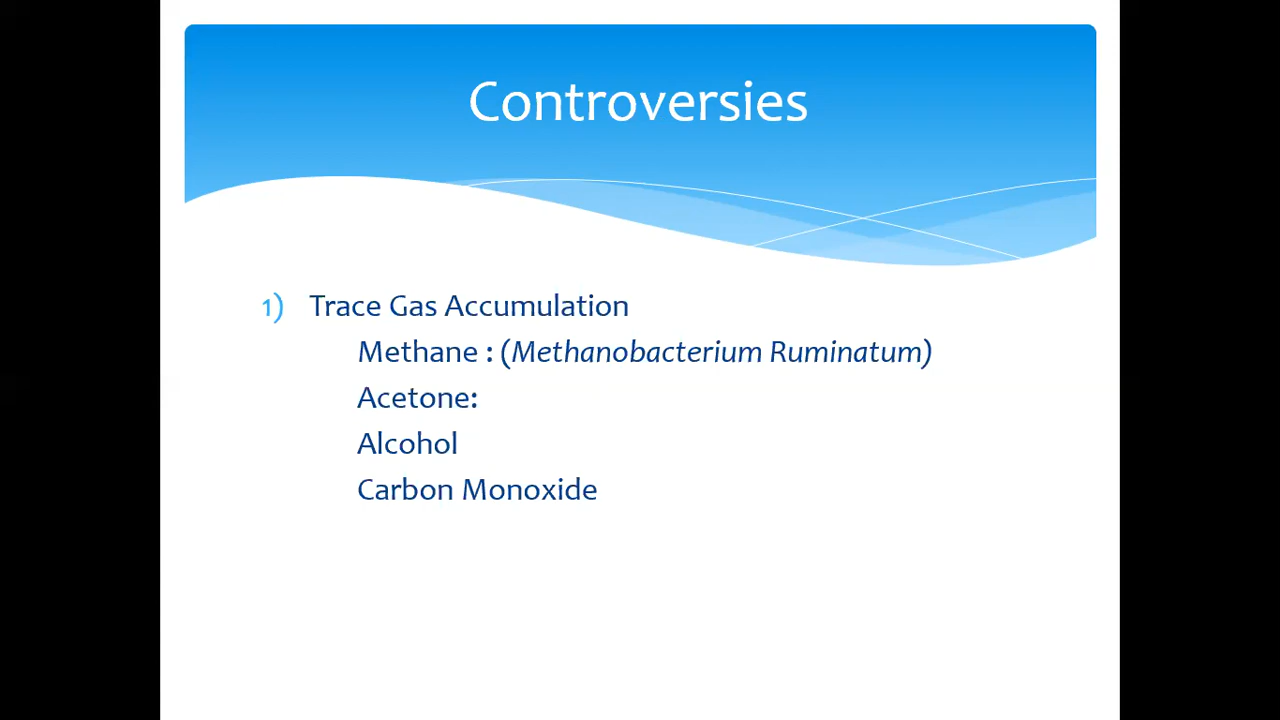 Controversies
1) Trace Gas Accumulation
Methane : (Methanobacterium Ruminatum)
Acetone:
Alcohol
Carbon Monoxide